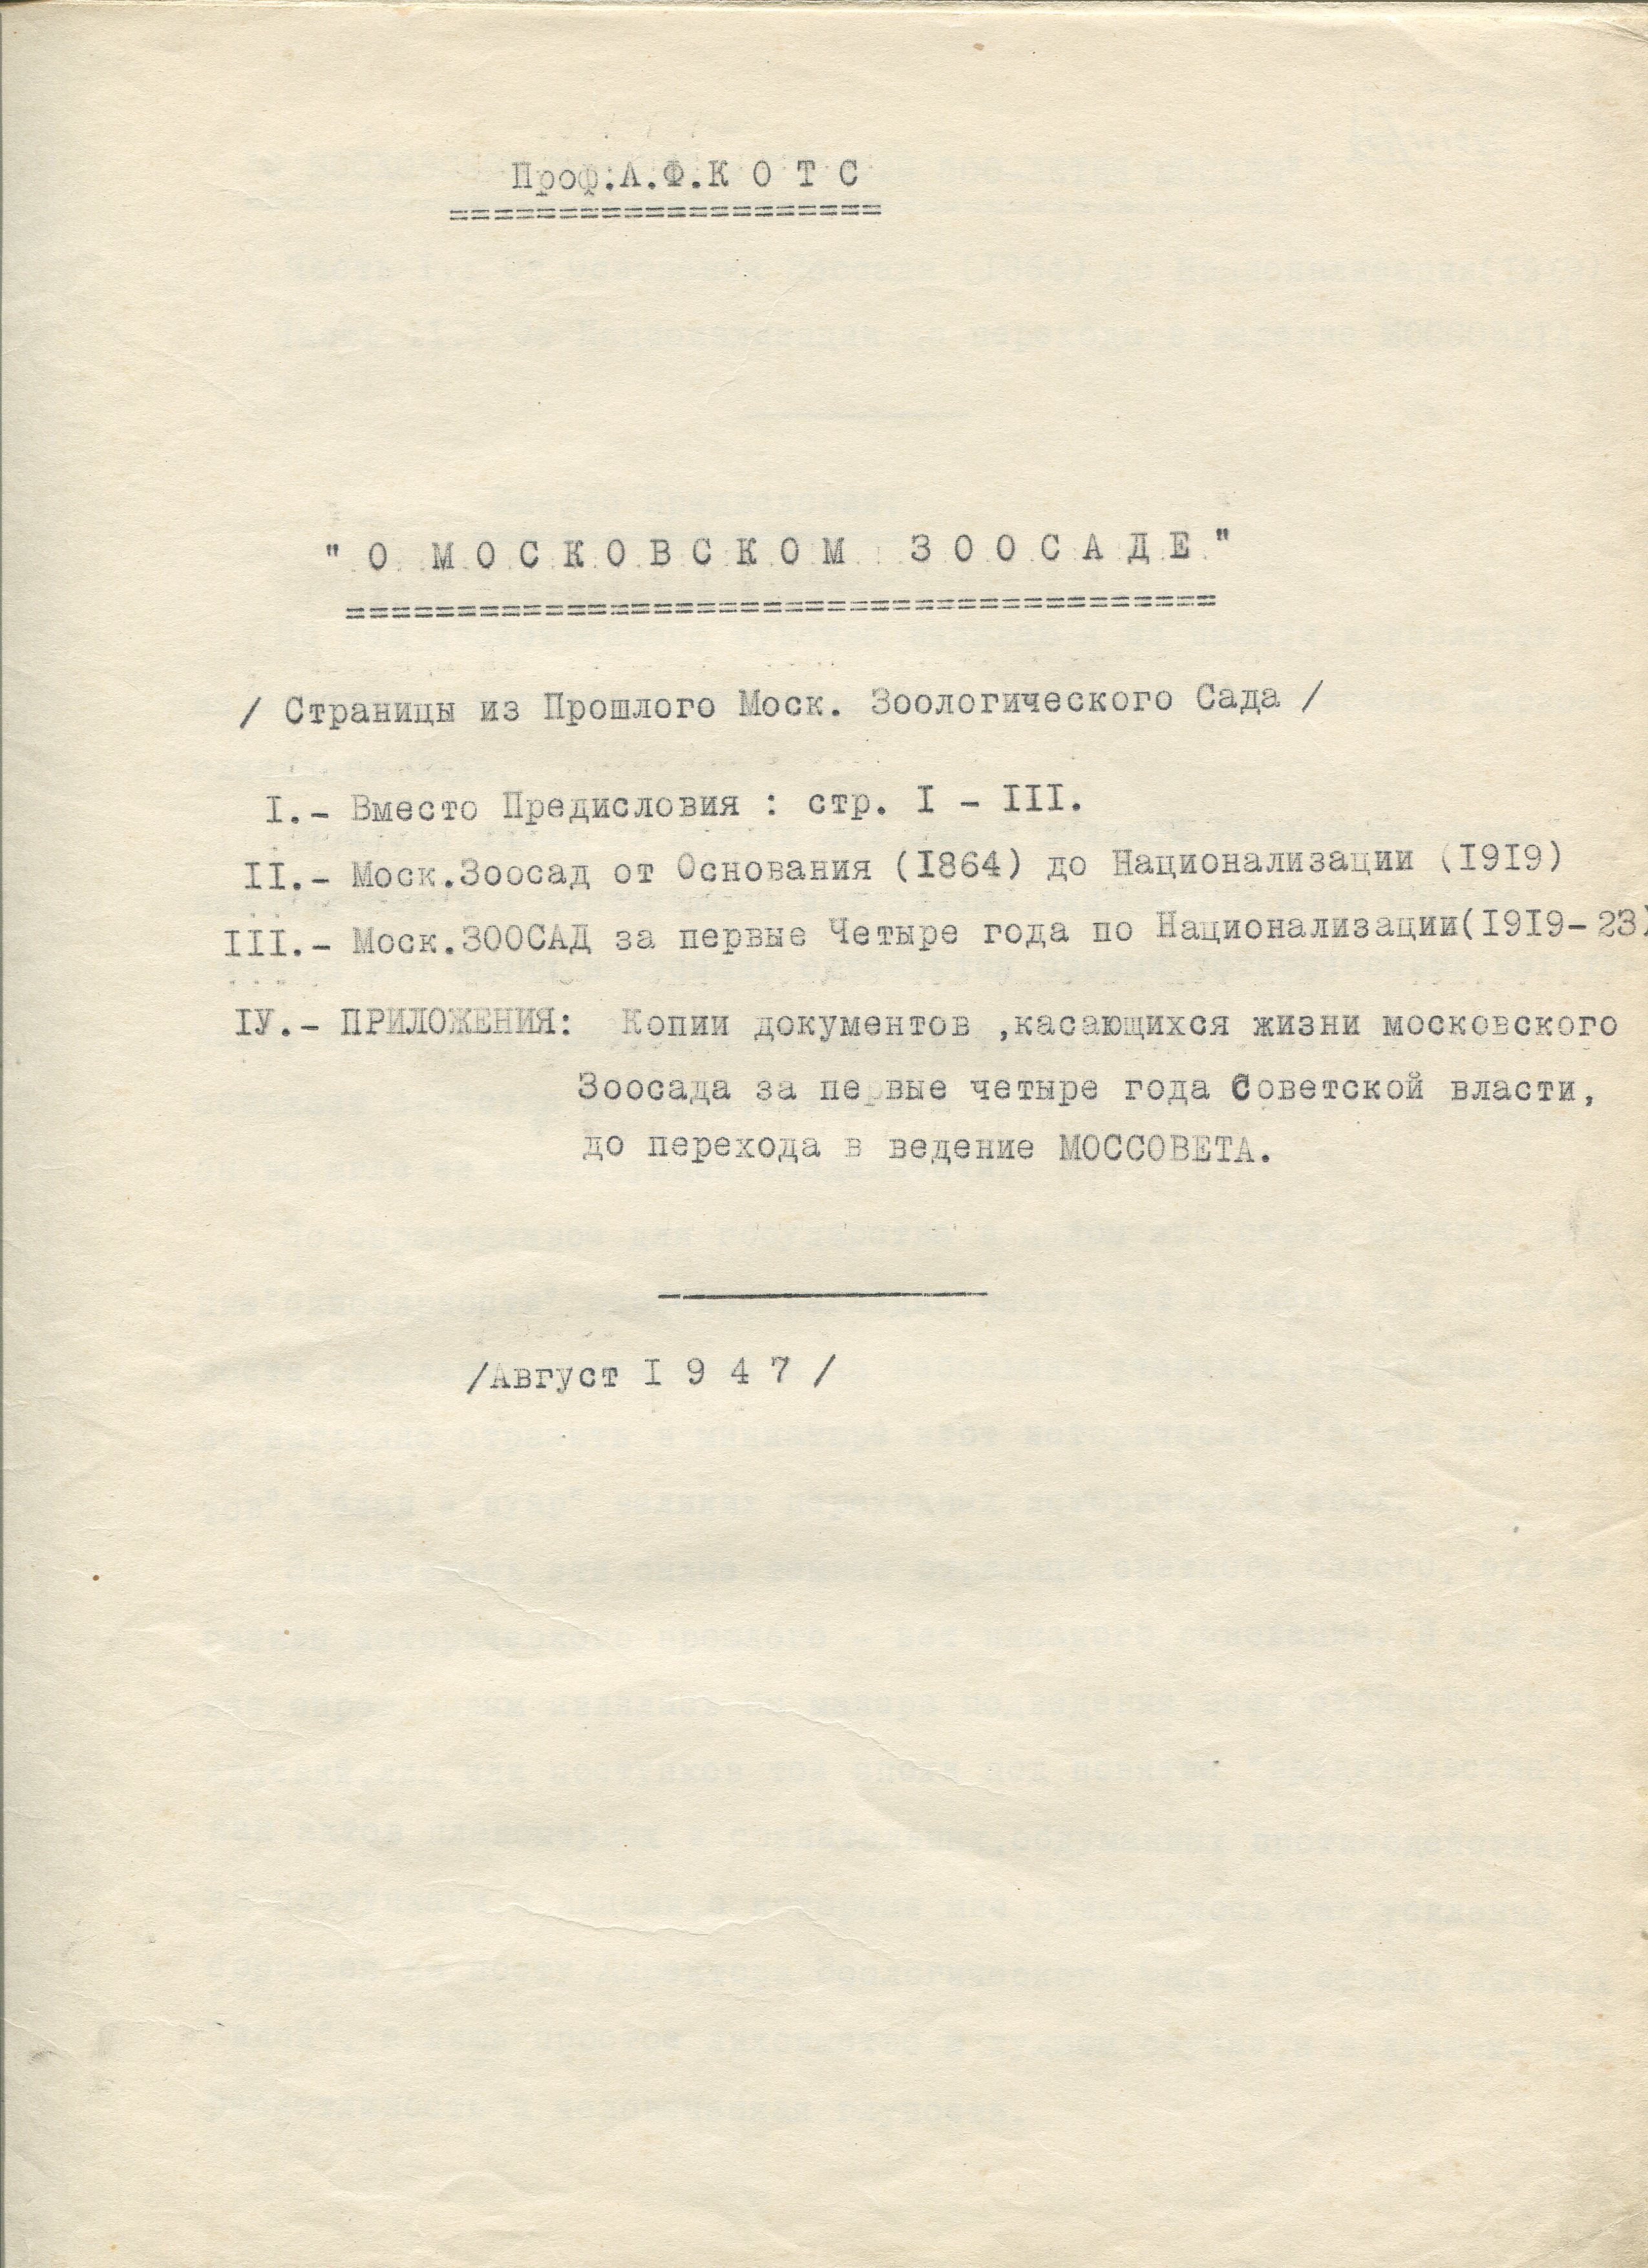 Проф.А.Ф.К О Т С
====================
" О М О С К О В С К О М З О О С А Д Е "
========================================
/ Страницы из Прошлого Моск. Зоологического Сада /
I.- Вместо Предисловия : стр. I - III.
II.- Моск.Зоосад от Основания (I864) до Национализации (I9I9)
III.- Моск.ЗООСАД за первые Четыре года по Национализации(I9I9-23)
IУ.- ПРИЛОЖЕНИЯ: Копии документов ,касающихся жизни московского
Зоосада за первые четыре года Советской власти,
до перехода в ведение МОССОВЕТА.
/Август I 9 4 7 /